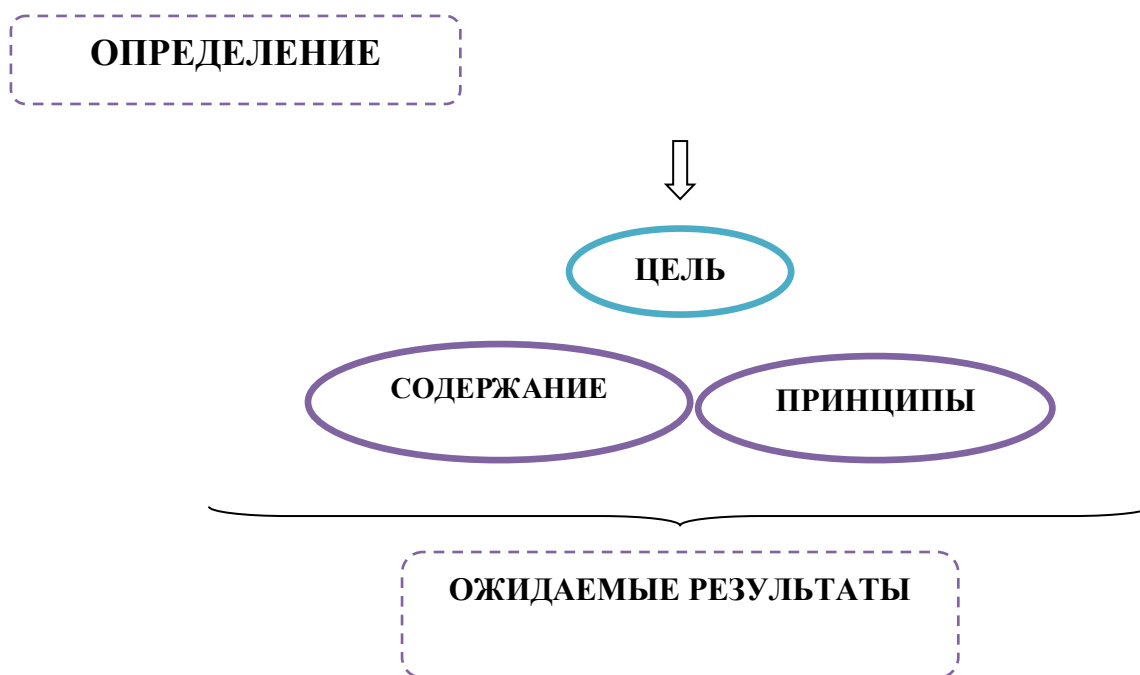 ОПРЕДЕЛЕНИЕ
ЦЕЛЬ
СОДЕРЖАНИЕ
ПРИНЦИПЫ
ОЖИДАЕМЫЕ РЕЗУЛЬТАТЫ